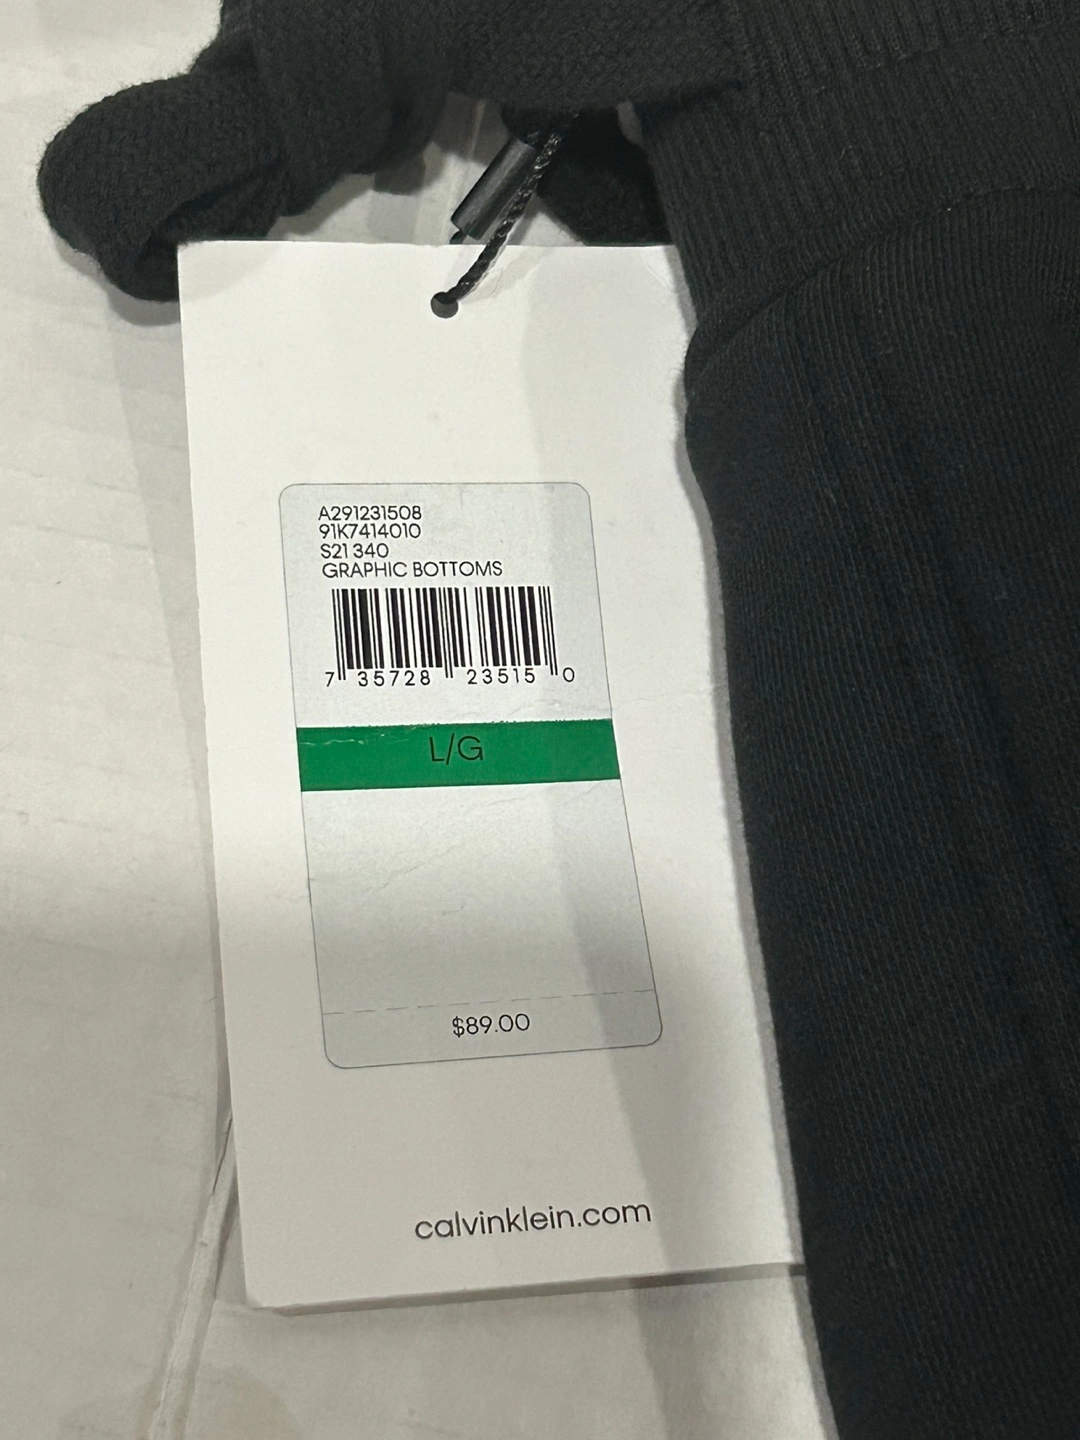 A291231508
91K7414010
S21 340
GRAPHIC BOTTOMS
7 35728 23515 0
L/G
$89.00
calvinklein.com